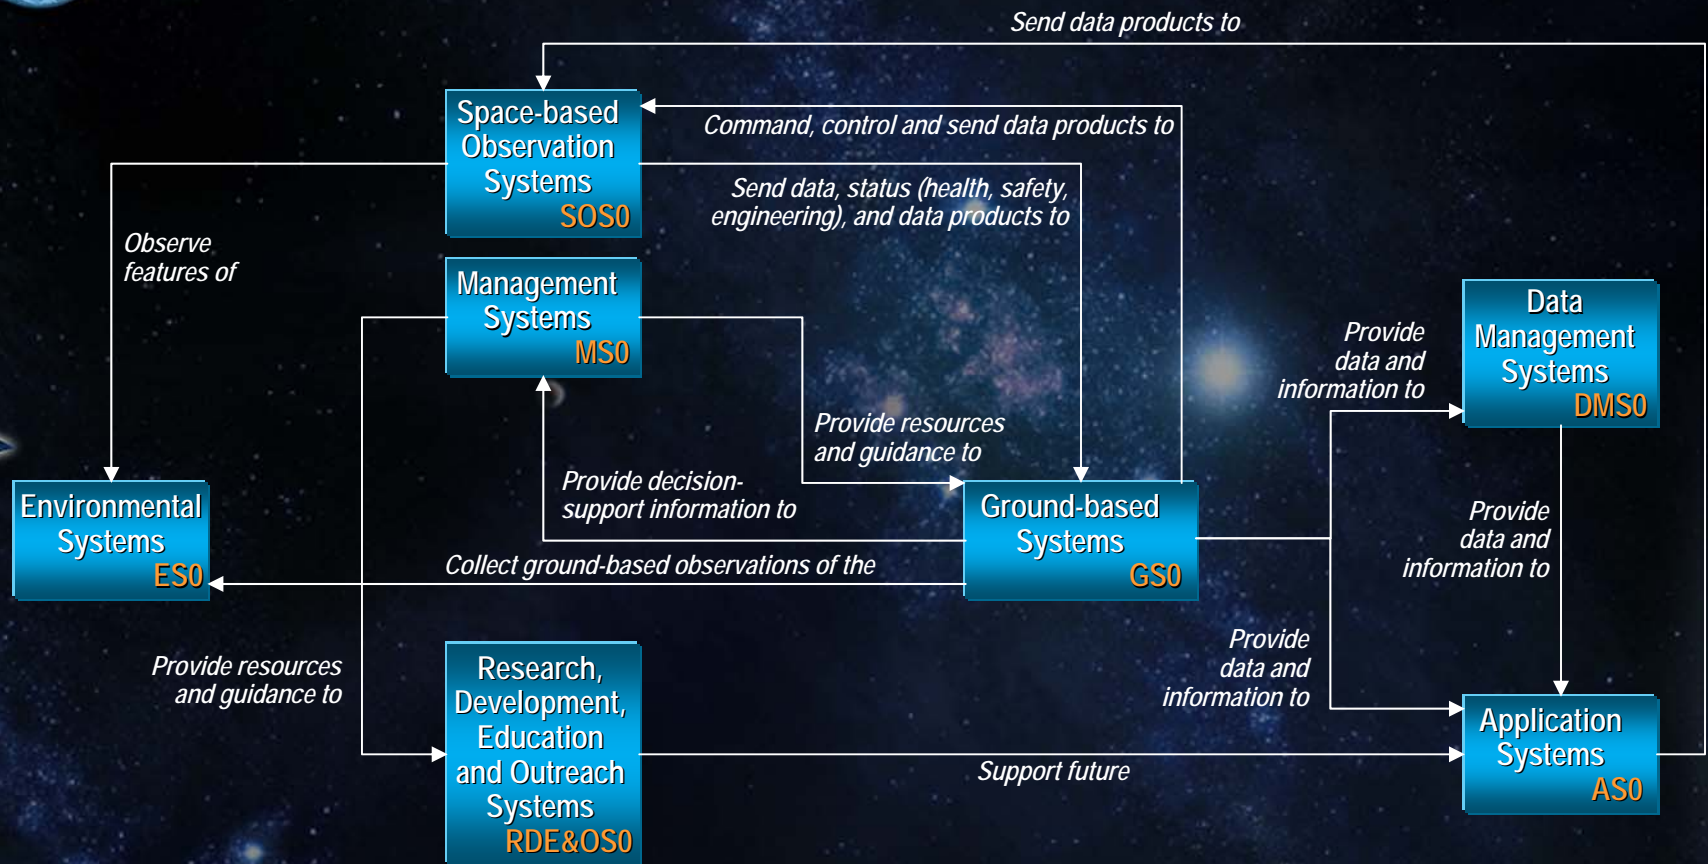 Send data products to
Space-based
Observation
Systems
SOS0
Command, control and send data products to
Send data, status (health, safety,
engineering), and data products to
Observe
features of
Management
Systems
MS0
Data
Management
Systems
DMS0
Provide
data and
information to
Provide resources
and guidance to
Provide decision-
support information to
Environmental
Systems
ES0
Ground-based
Systems
GS0
Provide
data and
information to
Collect ground-based observations of the
Provide resources
and guidance to
Research,
Development,
Education
and Outreach
Systems
RDE&OS0
Provide
data and
information to
Application
Systems
AS0
Support future